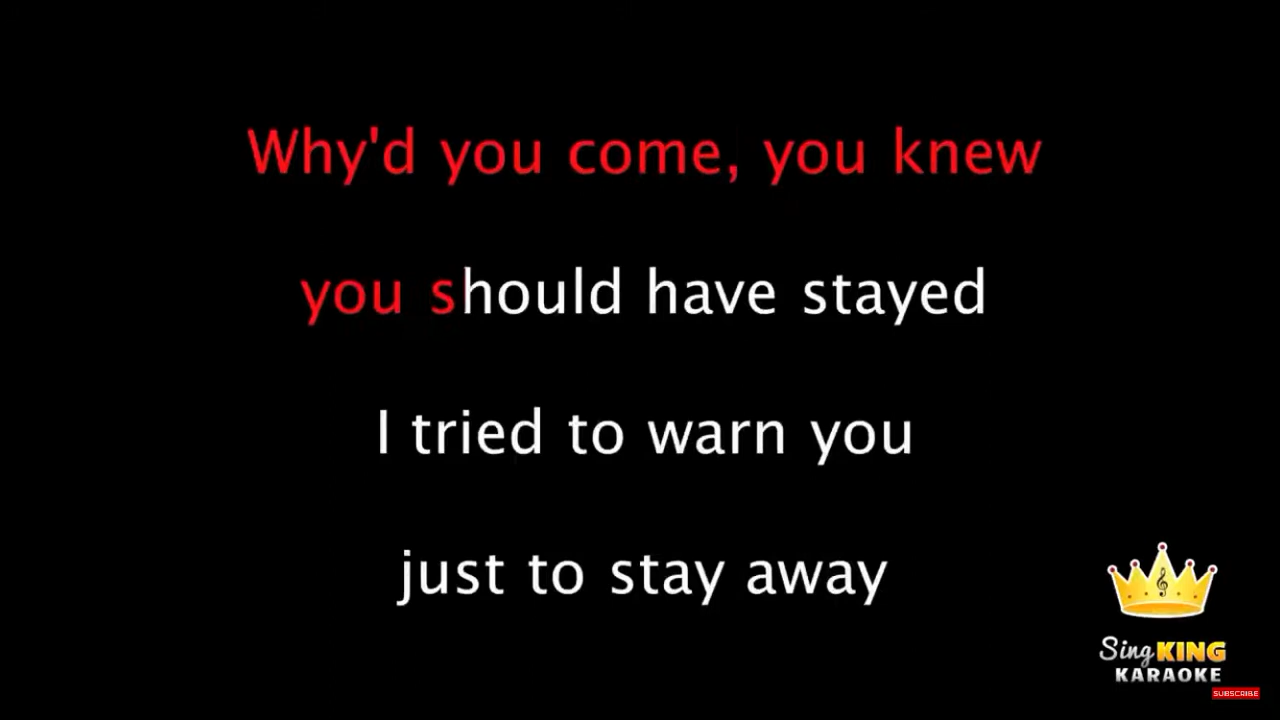 Why'd you come, you knew
you should have stayed
I tried to warn you
just to stay away
Sing KING
KARAOKE
SUBSCRIBE